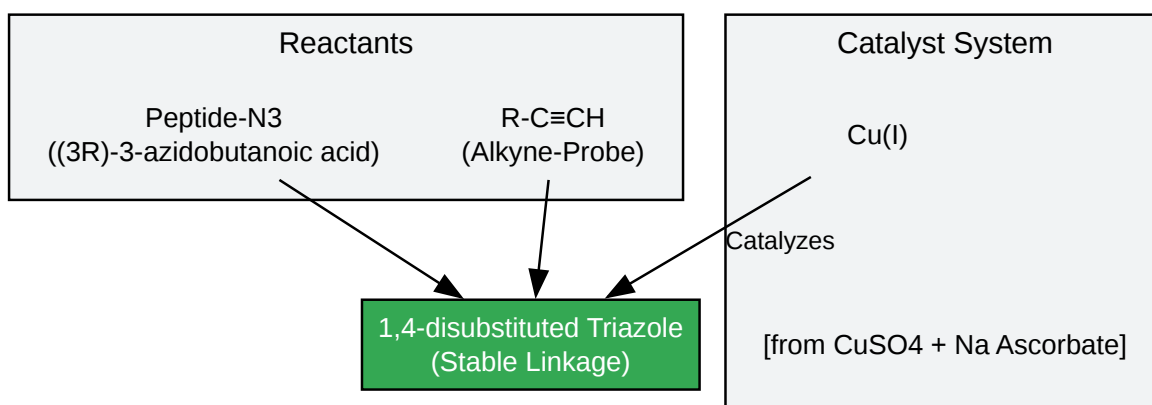 Reactants
Peptide-N3
((3R)-3-azidobutanoic acid)
R-C≡CH
(Alkyne-Probe)
Catalyst System
Cu(I)
Catalyzes
[from CuSO4 + Na Ascorbate]
1,4-disubstituted Triazole
(Stable Linkage)